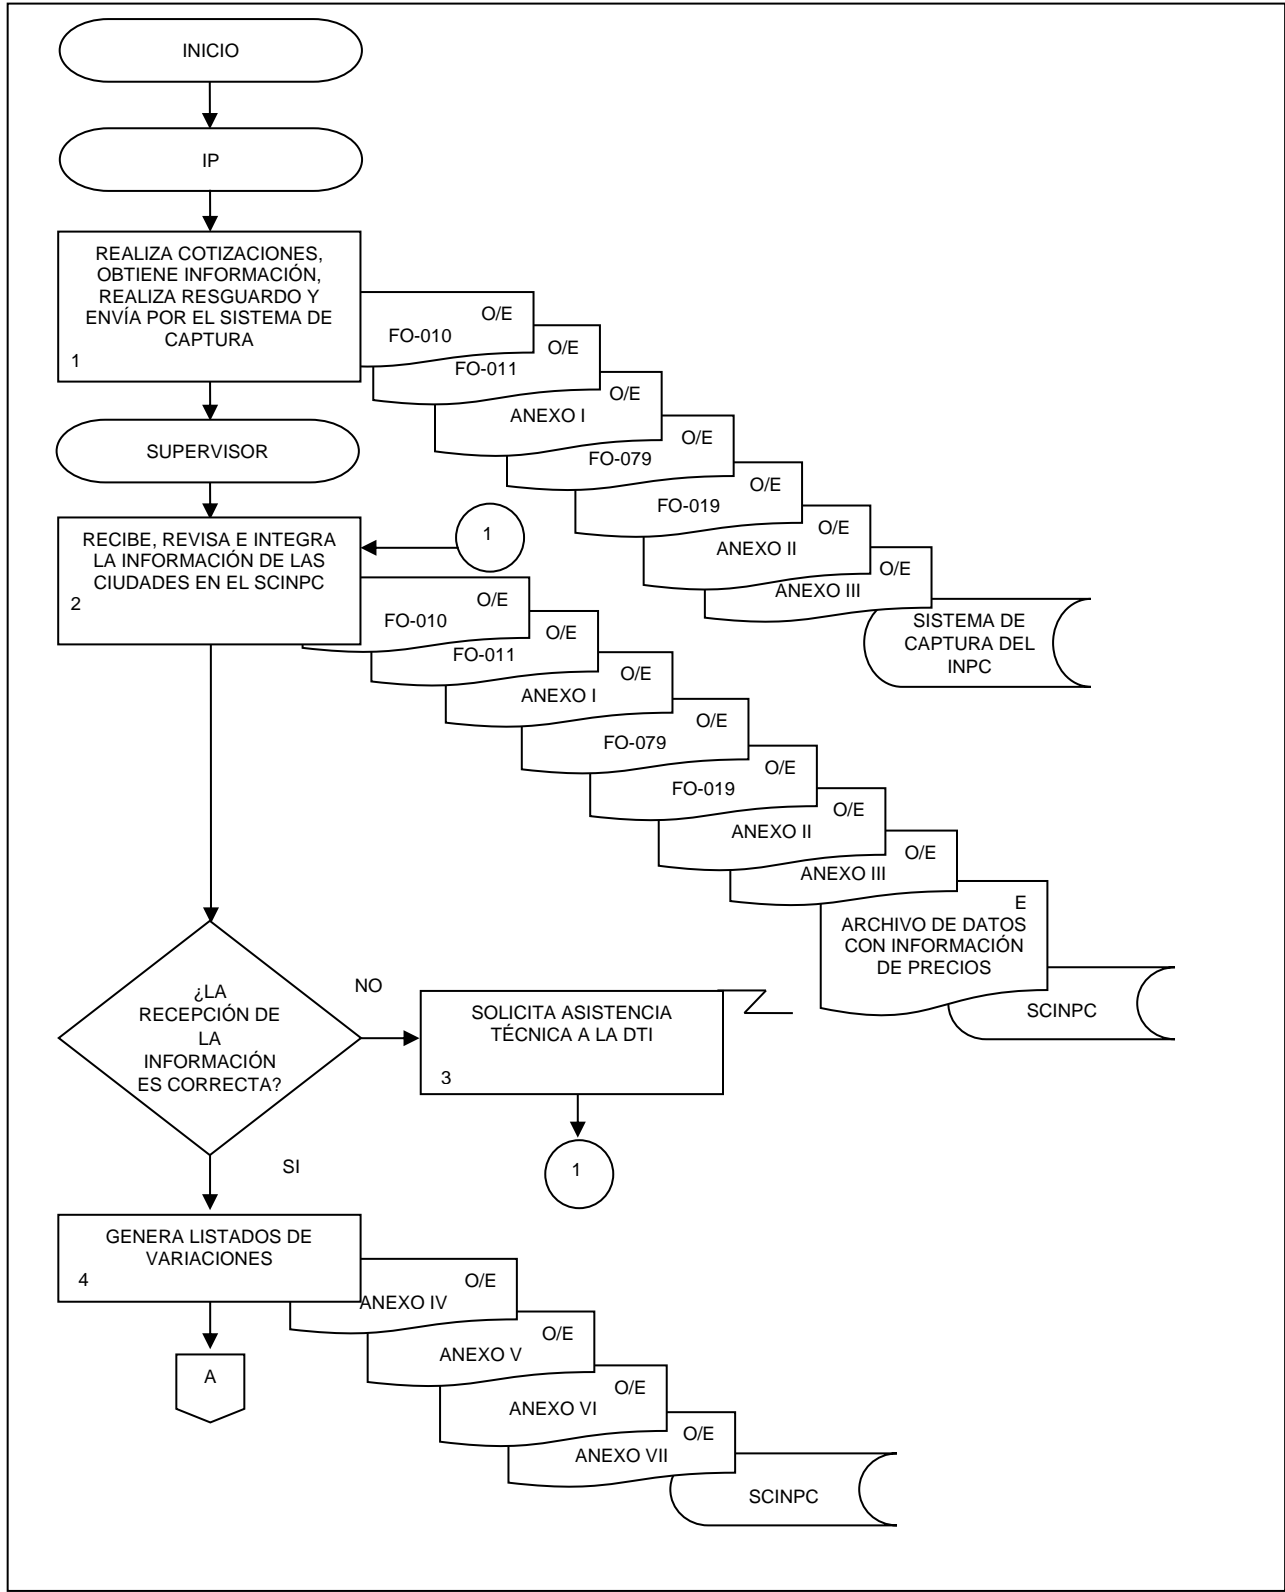 INICIO
IP
REALIZA COTIZACIONES,
OBTIENE INFORMACIÓN,
REALIZA RESGUARDO Y
ENVÍA POR EL SISTEMA DE
CAPTURA
1
O/E
FO-010
O/E
FO-011
O/E
ANEXO I
O/E
FO-079
O/E
FO-019
O/E
ANEXO II
O/E
ANEXO III
SISTEMA DE
CAPTURA DEL
INPC
SUPERVISOR
RECIBE, REVISA E INTEGRA
LA INFORMACIÓN DE LAS
CIUDADES EN EL SCINPC
2
1
O/E
FO-010
O/E
FO-011
O/E
ANEXO I
O/E
FO-079
O/E
FO-019
O/E
ANEXO II
O/E
ANEXO III
E
ARCHIVO DE DATOS
CON INFORMACIÓN
DE PRECIOS
SCINPC
¿LA
RECEPCIÓN DE
LA
INFORMACIÓN
ES CORRECTA?
NO
SOLICITA ASISTENCIA
TÉCNICA A LA DTI
3
1
SI
GENERA LISTADOS DE
VARIACIONES
4
O/E
ANEXO IV
O/E
ANEXO V
O/E
ANEXO VI
O/E
ANEXO VII
SCINPC
A